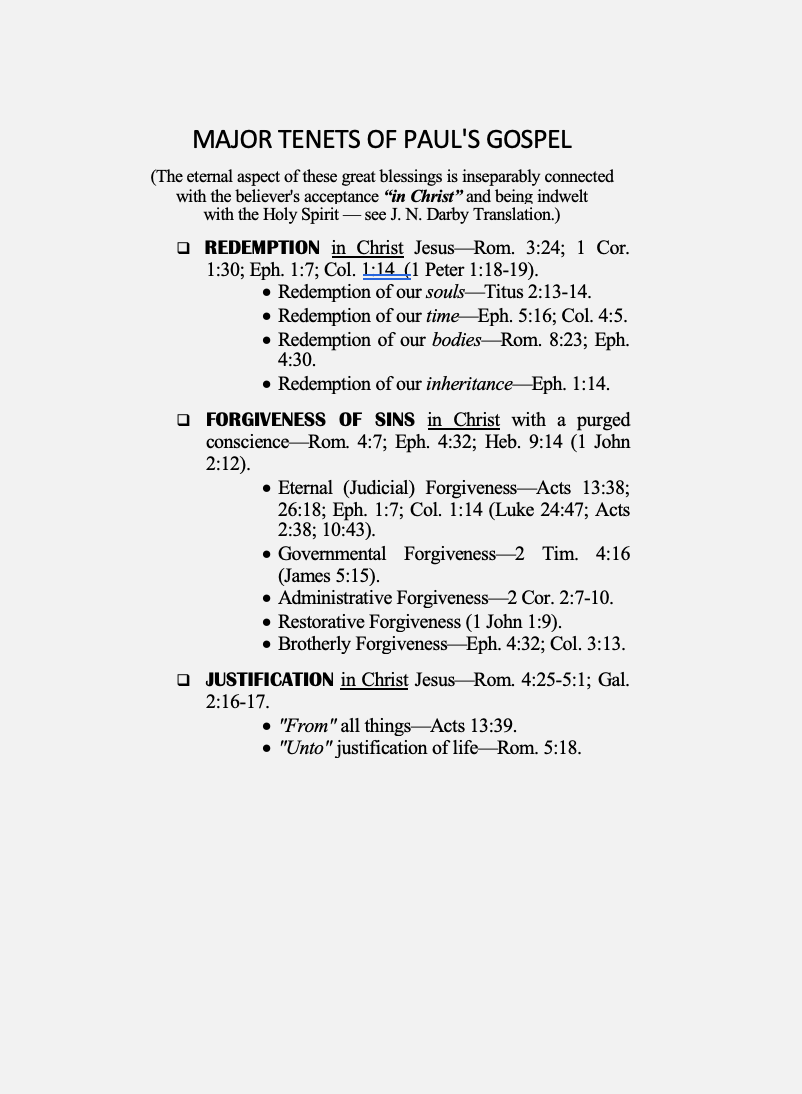 MAJOR TENETS OF PAUL'S GOSPEL
(The eternal aspect of these great blessings is inseparably connected
with the believer's acceptance “in Christ” and being indwelt
with the Holy Spirit — see J. N. Darby Translation.)
❑ REDEMPTION in Christ Jesus—Rom. 3:24; 1 Cor.
1:30; Eph. 1:7; Col. 1:14 (1 Peter 1:18-19).
• Redemption of our souls—Titus 2:13-14.
• Redemption of our time—Eph. 5:16; Col. 4:5.
• Redemption of our bodies—Rom. 8:23; Eph.
4:30.
• Redemption of our inheritance—Eph. 1:14.
❑ FORGIVENESS OF SINS in Christ with a purged
conscience—Rom. 4:7; Eph. 4:32; Heb. 9:14 (1 John
2:12).
• Eternal (Judicial) Forgiveness—Acts 13:38;
26:18; Eph. 1:7; Col. 1:14 (Luke 24:47; Acts
2:38; 10:43).
• Governmental Forgiveness—2 Tim. 4:16
(James 5:15).
• Administrative Forgiveness—2 Cor. 2:7-10.
• Restorative Forgiveness (1 John 1:9).
• Brotherly Forgiveness—Eph. 4:32; Col. 3:13.
❑ JUSTIFICATION in Christ Jesus—Rom. 4:25-5:1; Gal.
2:16-17.
• "From" all things—Acts 13:39.
• "Unto" justification of life—Rom. 5:18.